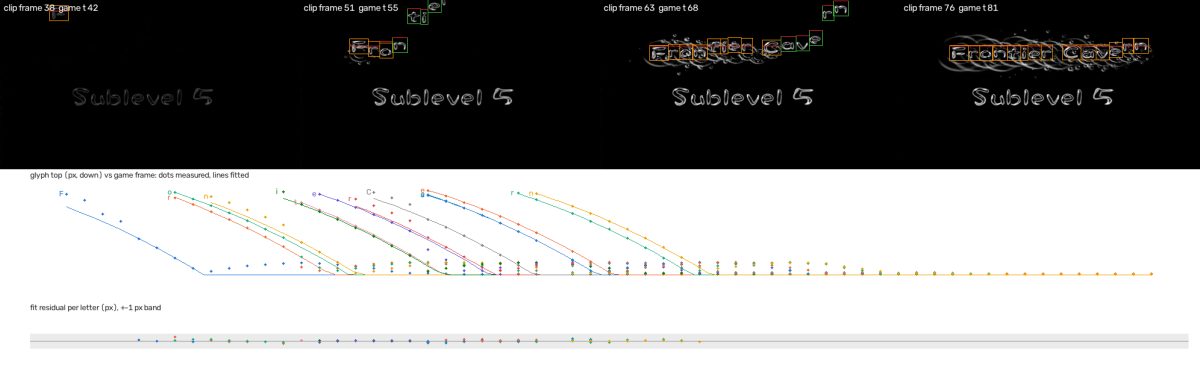 clip frame 38 game t 42
clip frame 51 game t 55
clip frame 63 game t 68
clip frame 76 game t 81
Sublevel 5
Sublevel 5
Frontier Cave
Sublevel 5
Frontier Cavern
Sublevel 5
glyph top (px, down) vs game frame: dots measured, lines fitted
fit residual per letter (px), +-1 px band